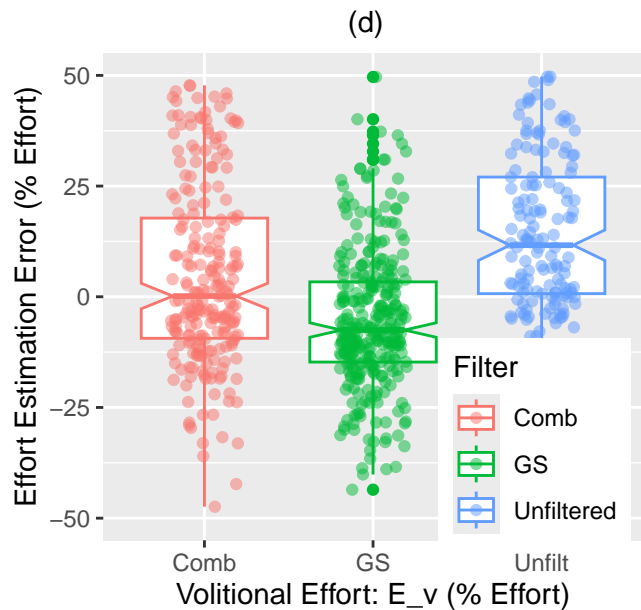 (d)
Effort Estimation Error (% Effort)
50
25
0
−25
−50
Filter
Comb
GS
Unfiltered
Comb
GS
Unfilt
Volitional Effort: E_v (% Effort)